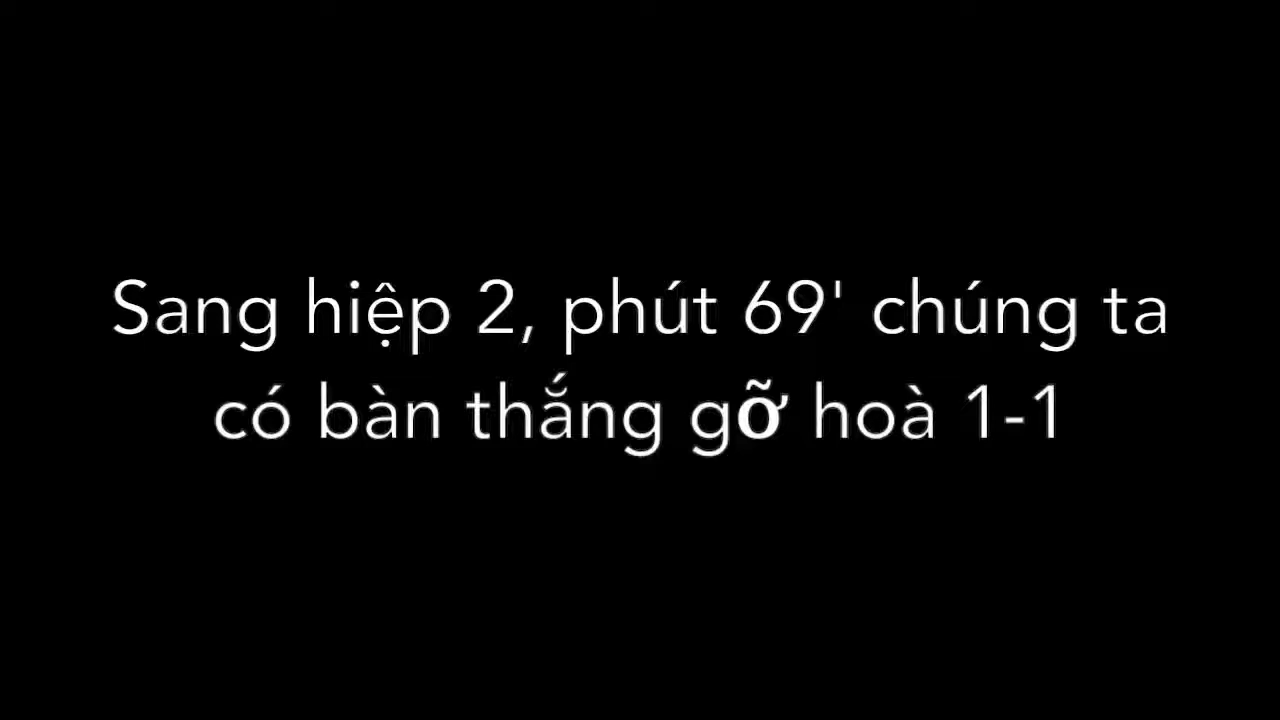 Sang hiệp 2, phút 69' chúng ta
có bàn thắng gỡ hoà 1-1